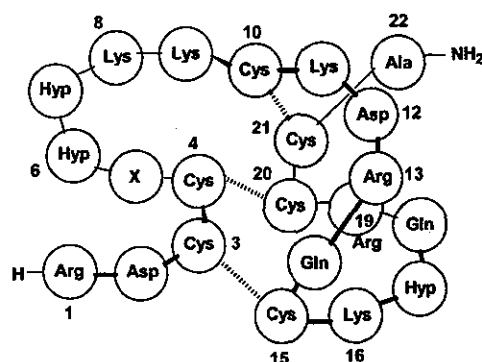 22
8 10
Lys Lys Cys Lys Ala NH₂
Hyp Asp 12
21 Cys
6 Hyp X 4 Cys 20 Cys Arg 13
19 Arg Gln
H Arg Asp Cys 3 Gln
1 Hyp
Cys Lys
15 16